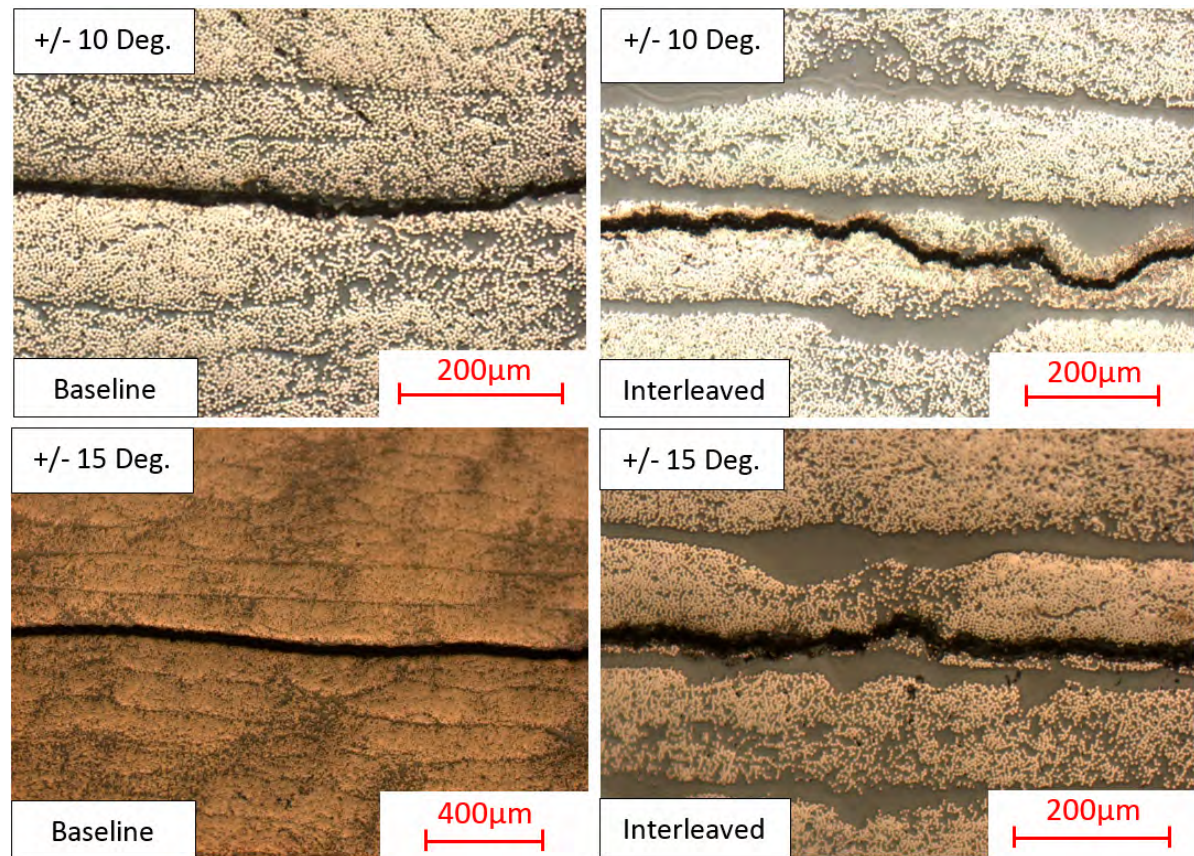 +/- 10 Deg.
+/- 10 Deg.
Baseline
200µm
Interleaved
200µm
+/- 15 Deg.
+/- 15 Deg.
Baseline
400µm
Interleaved
200µm